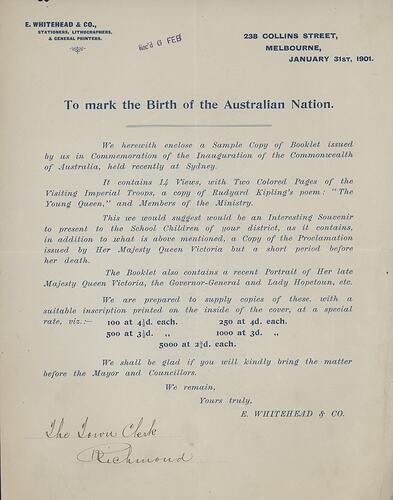 E. WHITEHEAD & CO.,
STATIONERS, LITHOGRAPHERS,
& GENERAL PRINTERS.
Rec'd 6 FEB
238 COLLINS STREET,
MELBOURNE,
JANUARY 31ST, 1901.
To mark the Birth of the Australian Nation.
We herewith enclose a Sample Copy of Booklet issued
by us in Commemoration of the Inauguration of the Commonwealth
of Australia, held recently at Sydney.
It contains 14 Views, with Two Colored Pages of the
Visiting Imperial Troops, a copy of Rudyard Kipling's poem: "The
Young Queen," and Members of the Ministry.
This we would suggest would be an Interesting Souvenir
to present to the School Children of your district, as it contains,
in addition to what is above mentioned, a Copy of the Proclamation
issued by Her Majesty Queen Victoria but a short period before
her death.
The Booklet also contains a recent Portrait of Her late
Majesty Queen Victoria, the Governor-General and Lady Hopetoun, etc.
We are prepared to supply copies of these, with a
suitable inscription printed on the inside of the cover, at a special
rate, viz.:—
100 at 4½d. each. 250 at 4d. each.
500 at 3½d. ,, 1000 at 3d. ,,
5000 at 2¾d. each.
We shall be glad if you will kindly bring the matter
before the Mayor and Councillors.
We remain,
Yours truly,
E. WHITEHEAD & CO.
The Town Clerk
Richmond